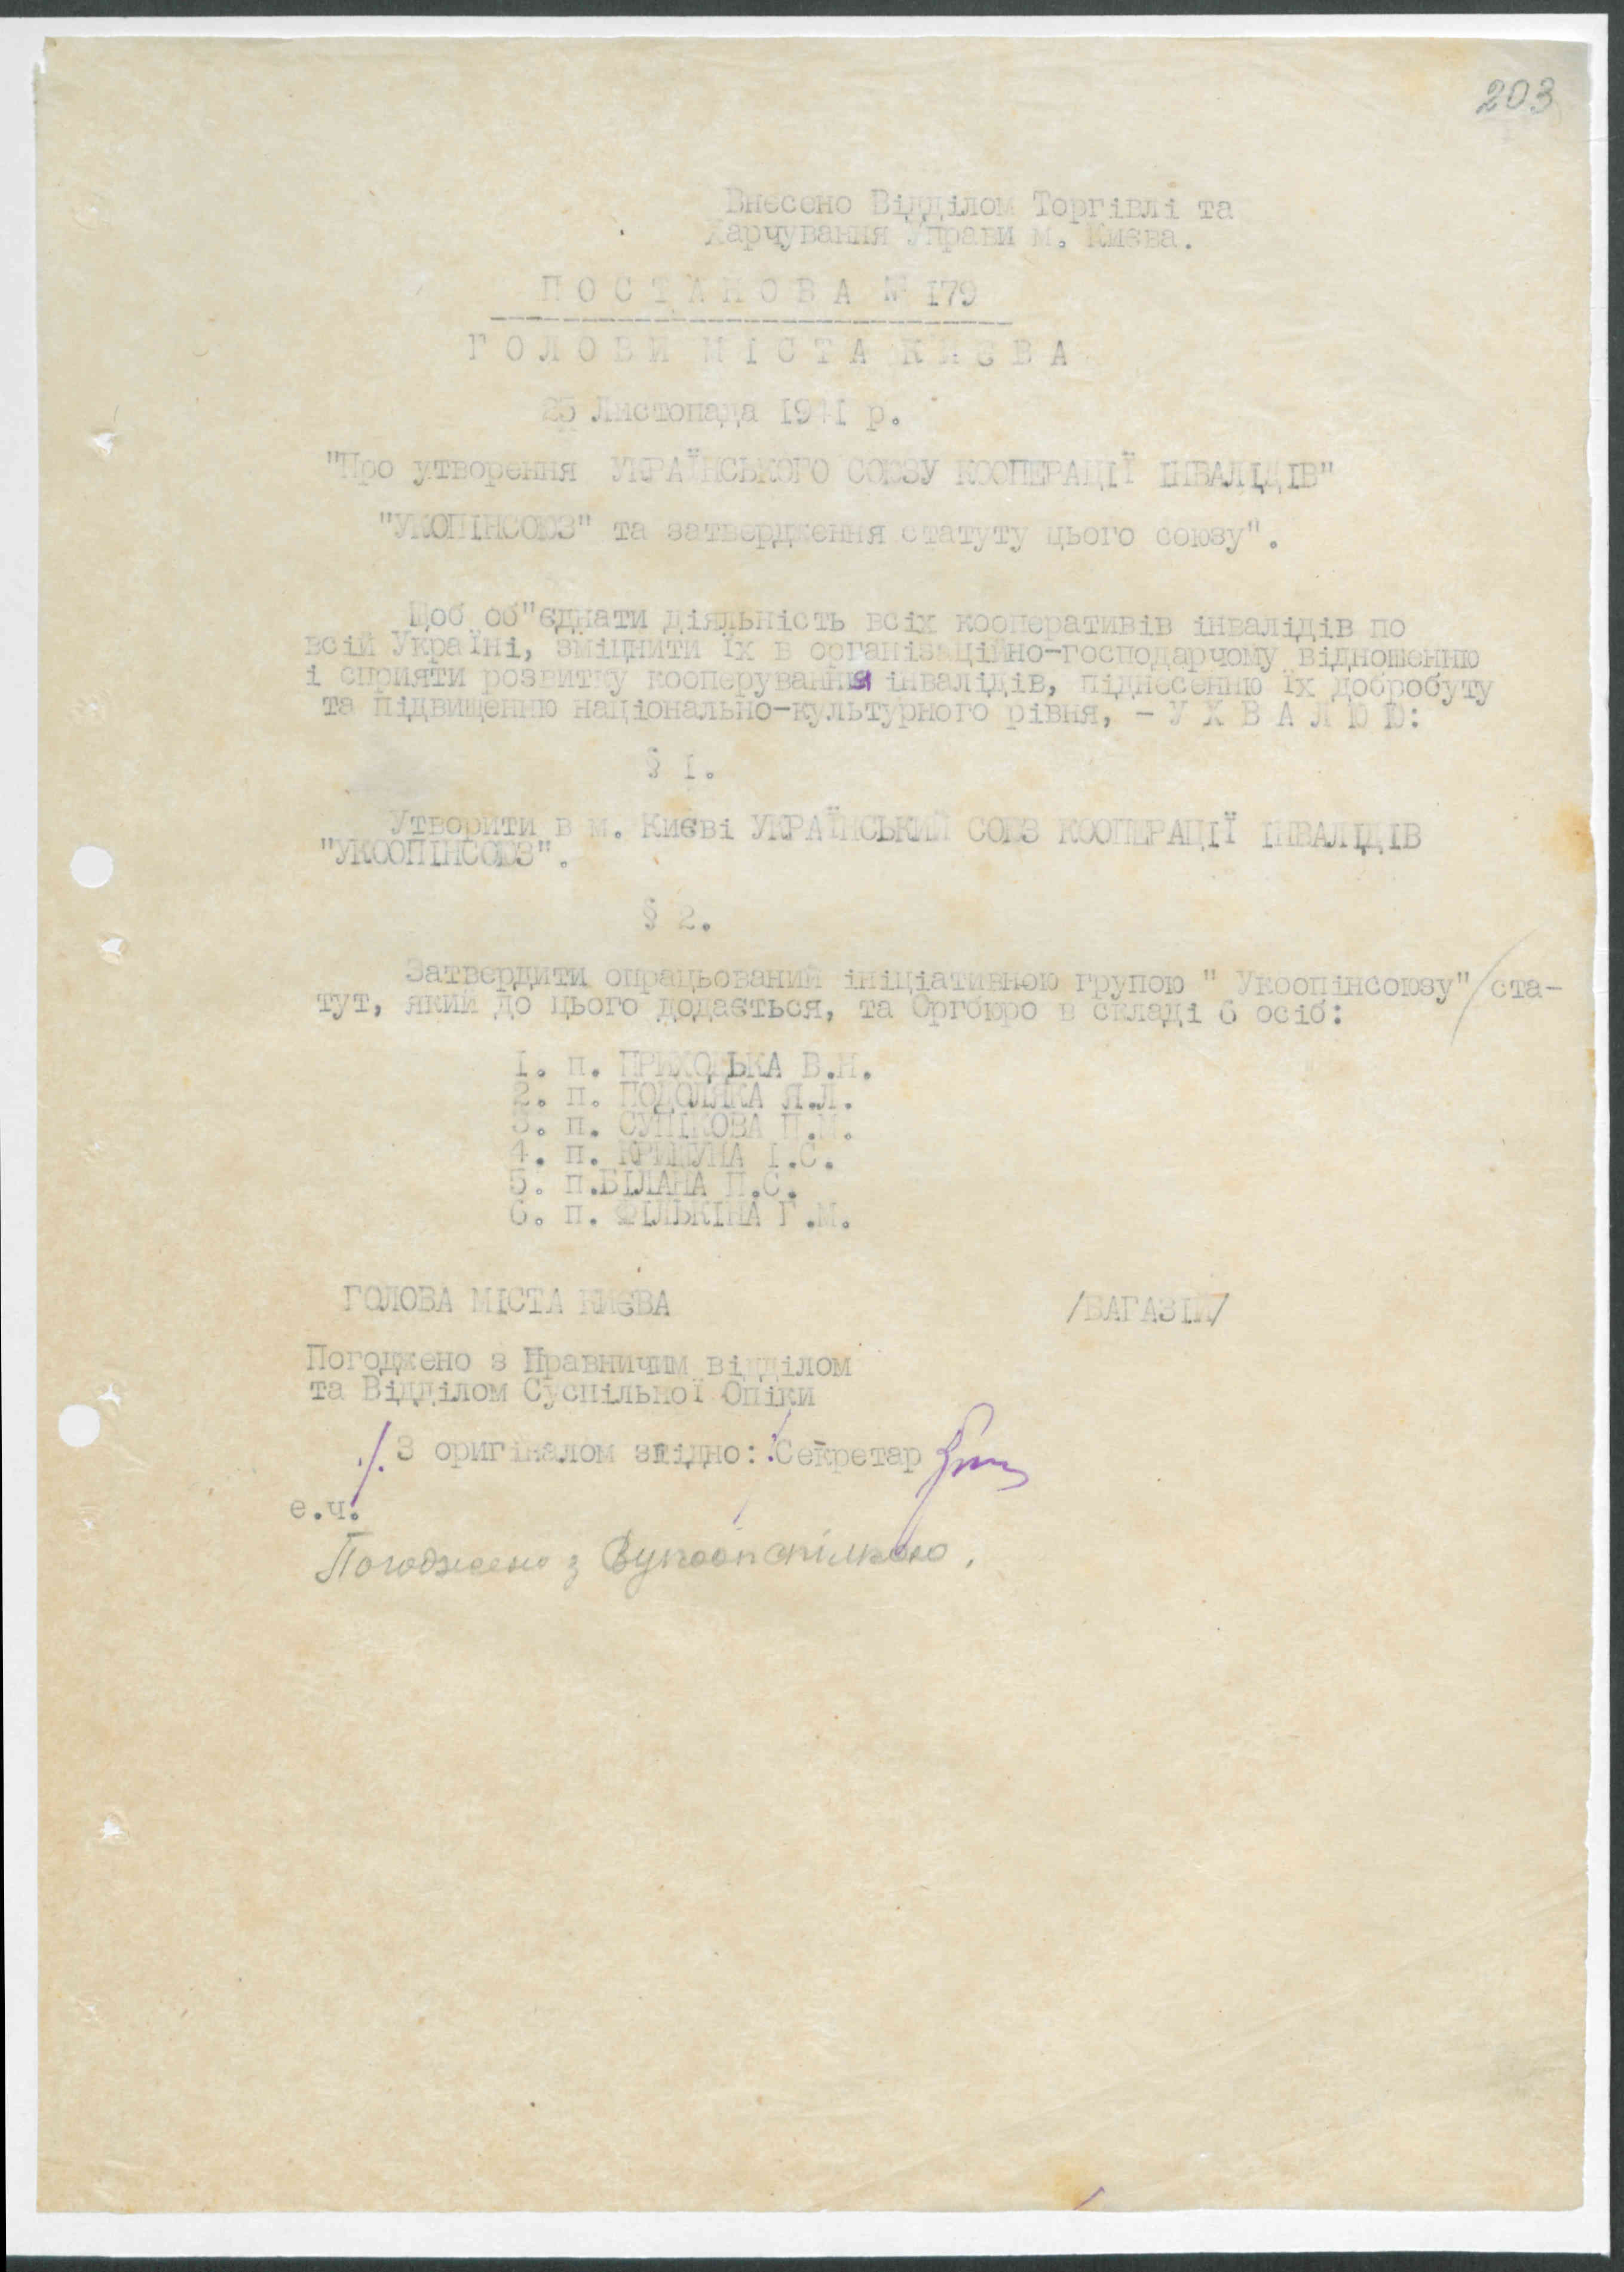 203
Внесено Відділом Торгівлі та
Харчування Управи м. Києва.
ПОСТАНОВА № 179
ГОЛОВИ МІСТА КИЄВА
25 Листопада 1941 р.
"Про утворення УКРАЇНСЬКОГО СОЮЗУ КООПЕРАЦІЇ ІНВАЛІДІВ"
"УКОПІНСОЮЗ" та затвердження статуту цього союзу".
Щоб об"єднати діяльність всіх кооперативів інвалідів по
всій Україні, зміцнити їх в організаційно-господарчому відношенню
і сприяти розвитку кооперування інвалідів, піднесенню їх добробуту
та підвищенню національно-культурного рівня, - У Х В А Л Ю Ю:
§ 1.
Утворити в м. Києві УКРАЇНСЬКИЙ СОЮЗ КООПЕРАЦІЇ ІНВАЛІДІВ
"УКООПІНСОЮЗ".
§ 2.
Затвердити опрацьований ініціативною групою " Укоопінсоюзу" ста-
тут, який до цього додається, та Оргбюро в складі 6 осіб:
1. п. ПРИХОДЬКА В.Н.
2. п. ПОДОЛЯКА Я.Л.
3. п. СУПІКОВА П.М.
4. п. КРИШУНА І.С.
5. п.БІЛАНА П.С.
6. п. ФІЛЬКІНА Г.М.
ГОЛОВА МІСТА КИЄВА /БАГАЗІЙ/
Погоджено з Правничим відділом
та Відділом Суспільної Опіки
З оригіналом згідно: Секретар
е.ч.
Погоджено з Вукоопспілкою.